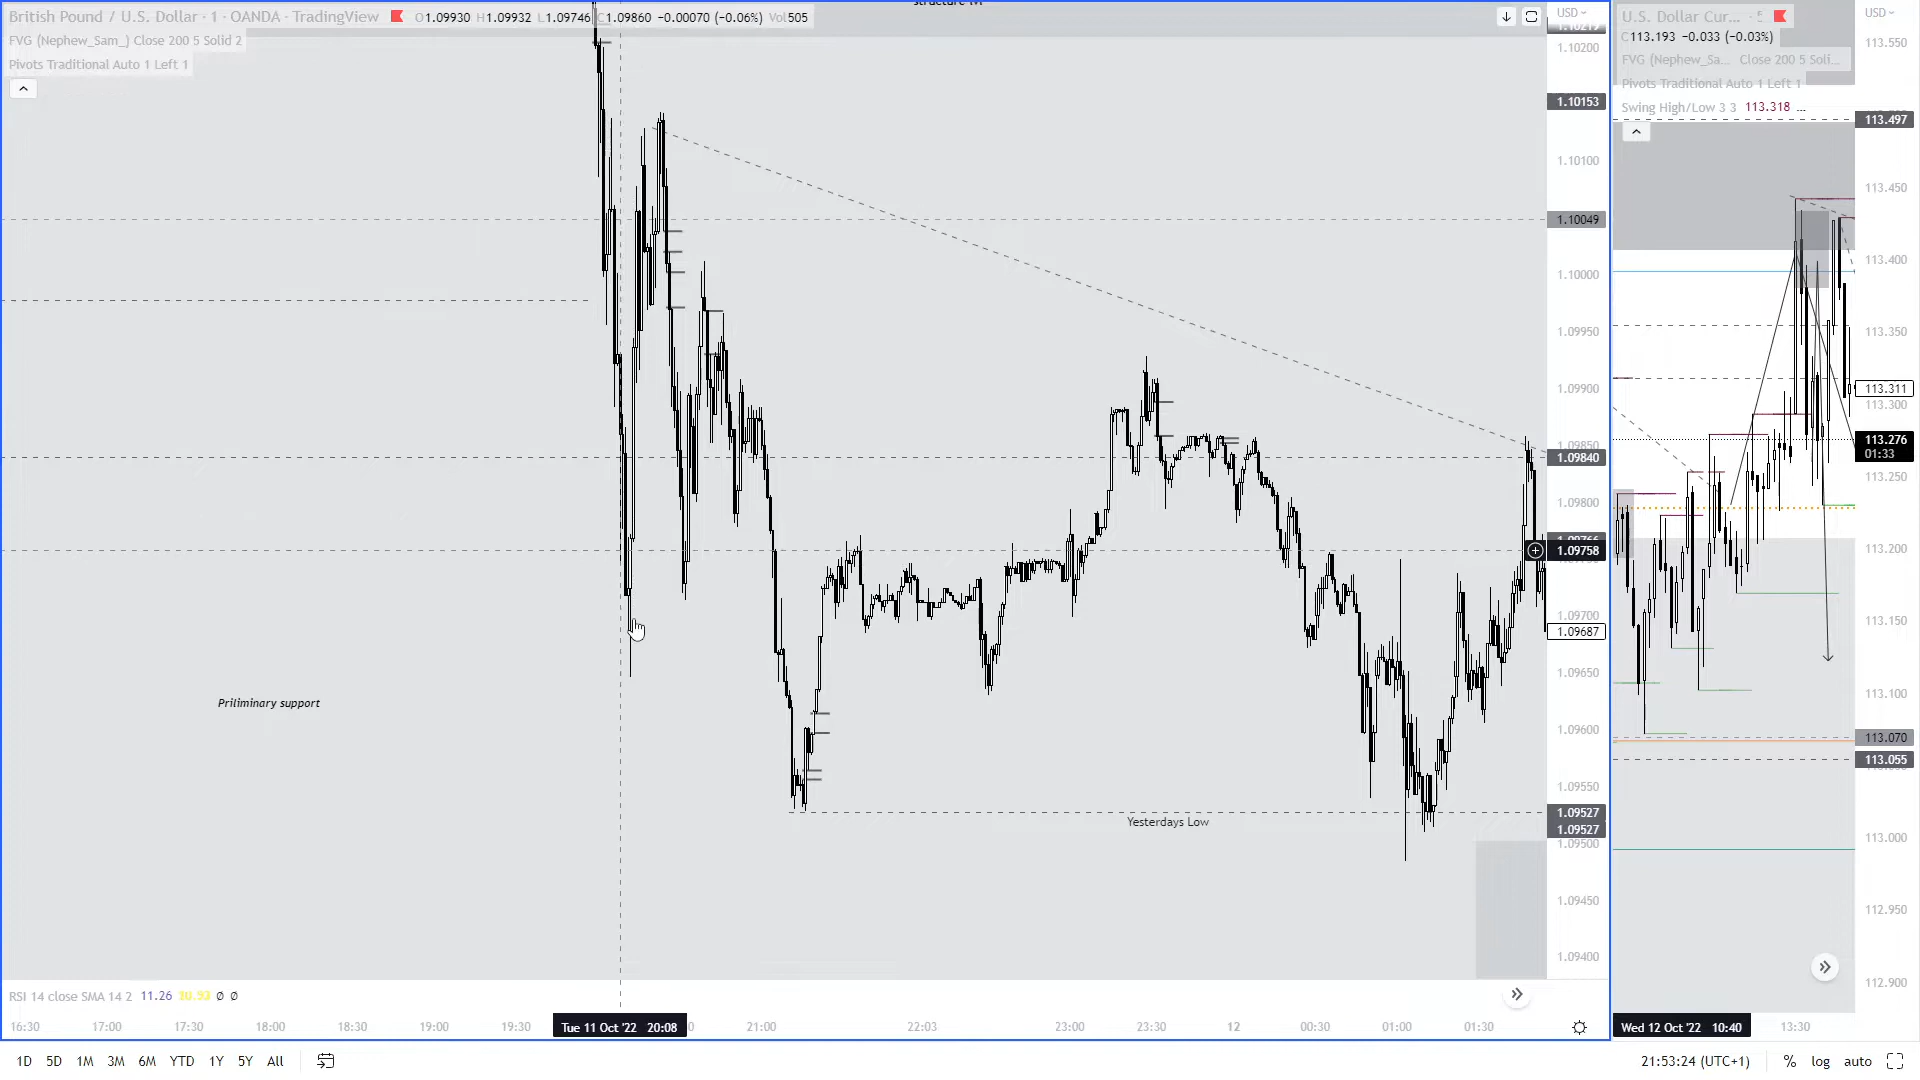 British Pound / U.S. Dollar · 1 · OANDA · TradingView O1.09930 H1.09932 L1.09746 C1.09860 −0.00070 (−0.06%) Vol505
FVG (Nephew_Sam_) Close 200 5 Solid 2
Pivots Traditional Auto 1 Left 1
USD
1.10200
1.10153
1.10100
1.10049
1.10000
1.09950
1.09900
1.09850
1.09840
1.09800
1.09758
1.09700
1.09687
1.09650
1.09600
1.09550
1.09527
1.09527
1.09500
1.09450
1.09400
Priliminary support
Yesterdays Low
RSI 14 close SMA 14 2 11.26 Ø Ø
16:30 17:00 17:30 18:00 18:30 19:00 19:30 Tue 11 Oct '22 20:08 21:00 22:03 23:00 23:30 12 00:30 01:00 01:30
U.S. Dollar Cur... · 5
USD
C113.193 −0.033 (−0.03%)
FVG (Nephew_Sa... Close 200 5 Soli...
Pivots Traditional Auto 1 Left 1
Swing High/Low 3 3 113.318 ...
113.550
113.497
113.450
113.400
113.350
113.311
113.300
113.276
01:33
113.250
113.200
113.150
113.100
113.070
113.055
113.000
112.950
112.900
Wed 12 Oct '22 10:40 13:30
1D 5D 1M 3M 6M YTD 1Y 5Y All
21:53:24 (UTC+1) % log auto